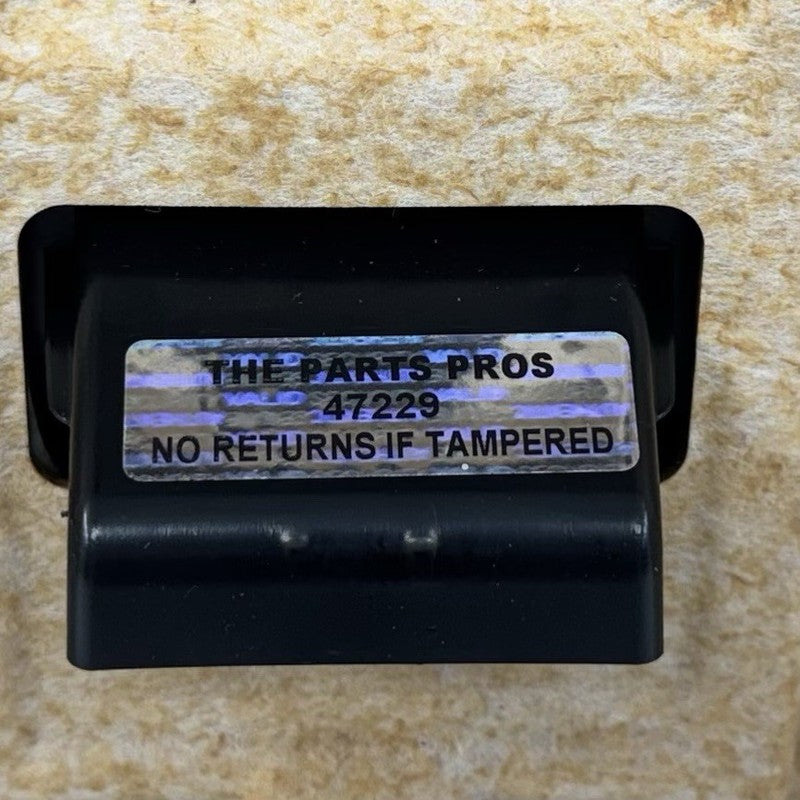 THE PARTS PROS
47229
NO RETURNS IF TAMPERED